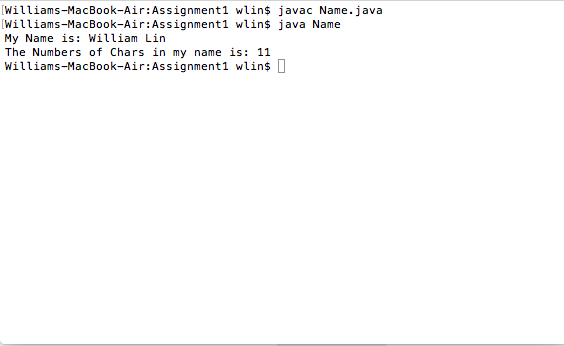 [Williams-MacBook-Air:Assignment1 wlin$ javac Name.java
[Williams-MacBook-Air:Assignment1 wlin$ java Name
My Name is: William Lin
The Numbers of Chars in my name is: 11
Williams-MacBook-Air:Assignment1 wlin$